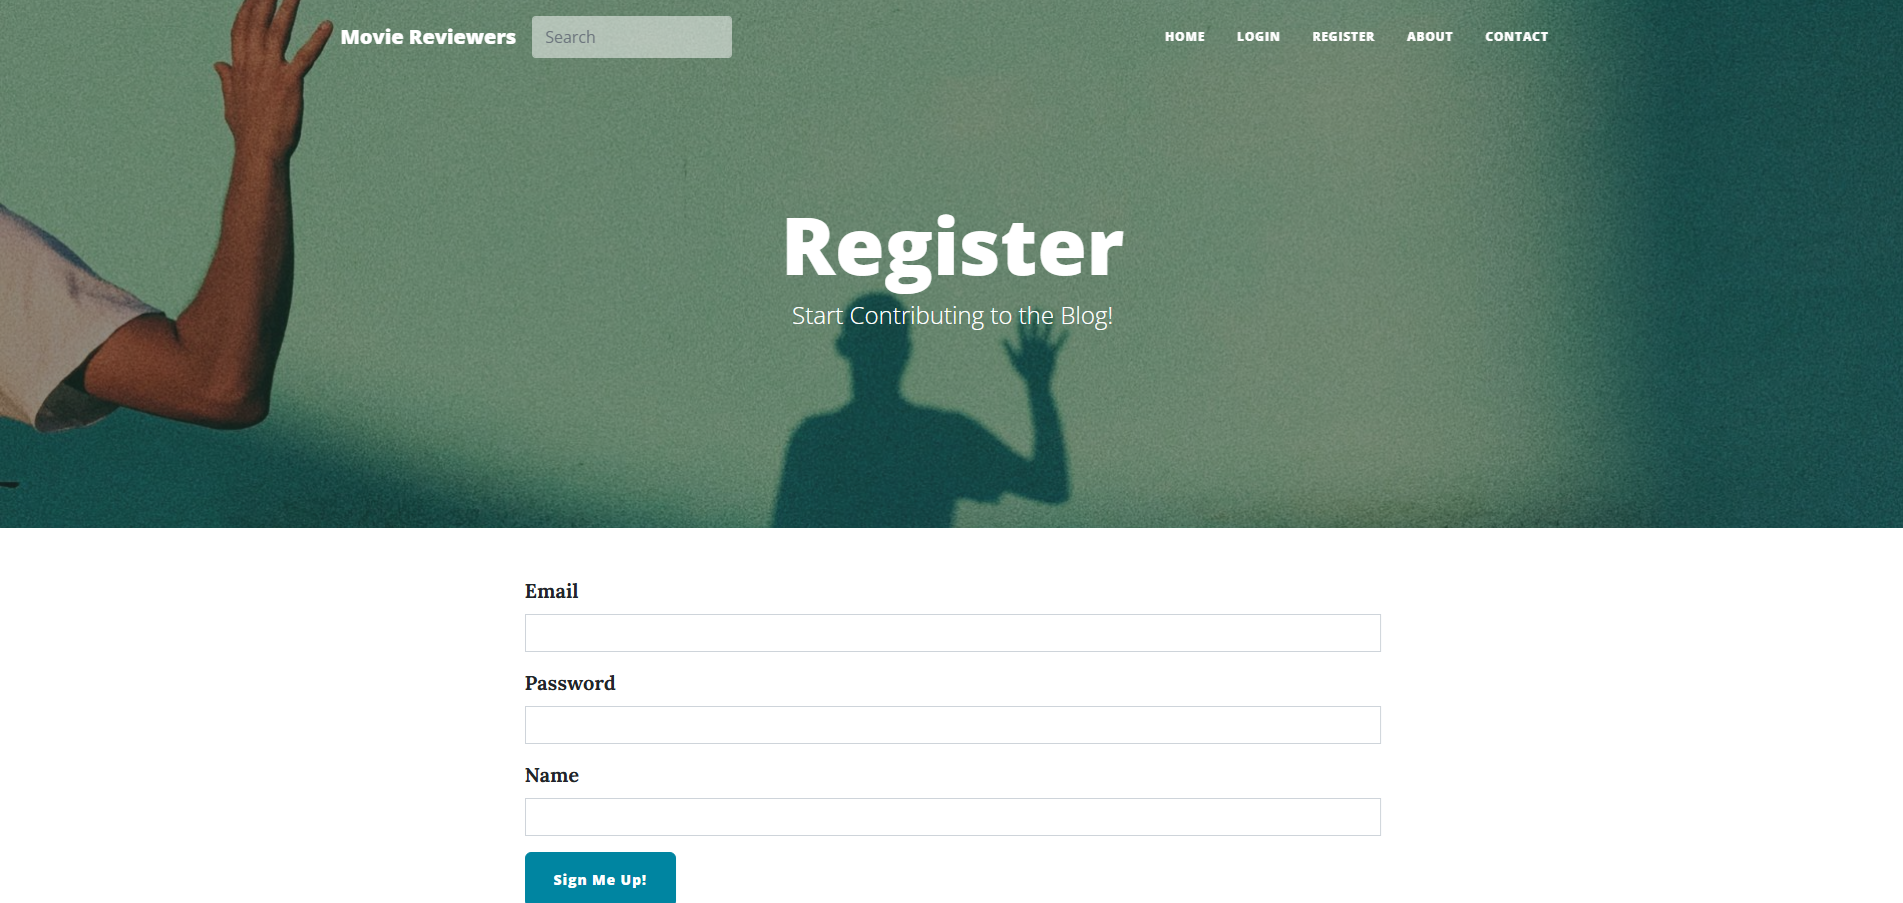 Movie Reviewers Search HOME LOGIN REGISTER ABOUT CONTACT
Register
Start Contributing to the Blog!
Email
Password
Name
Sign Me Up!